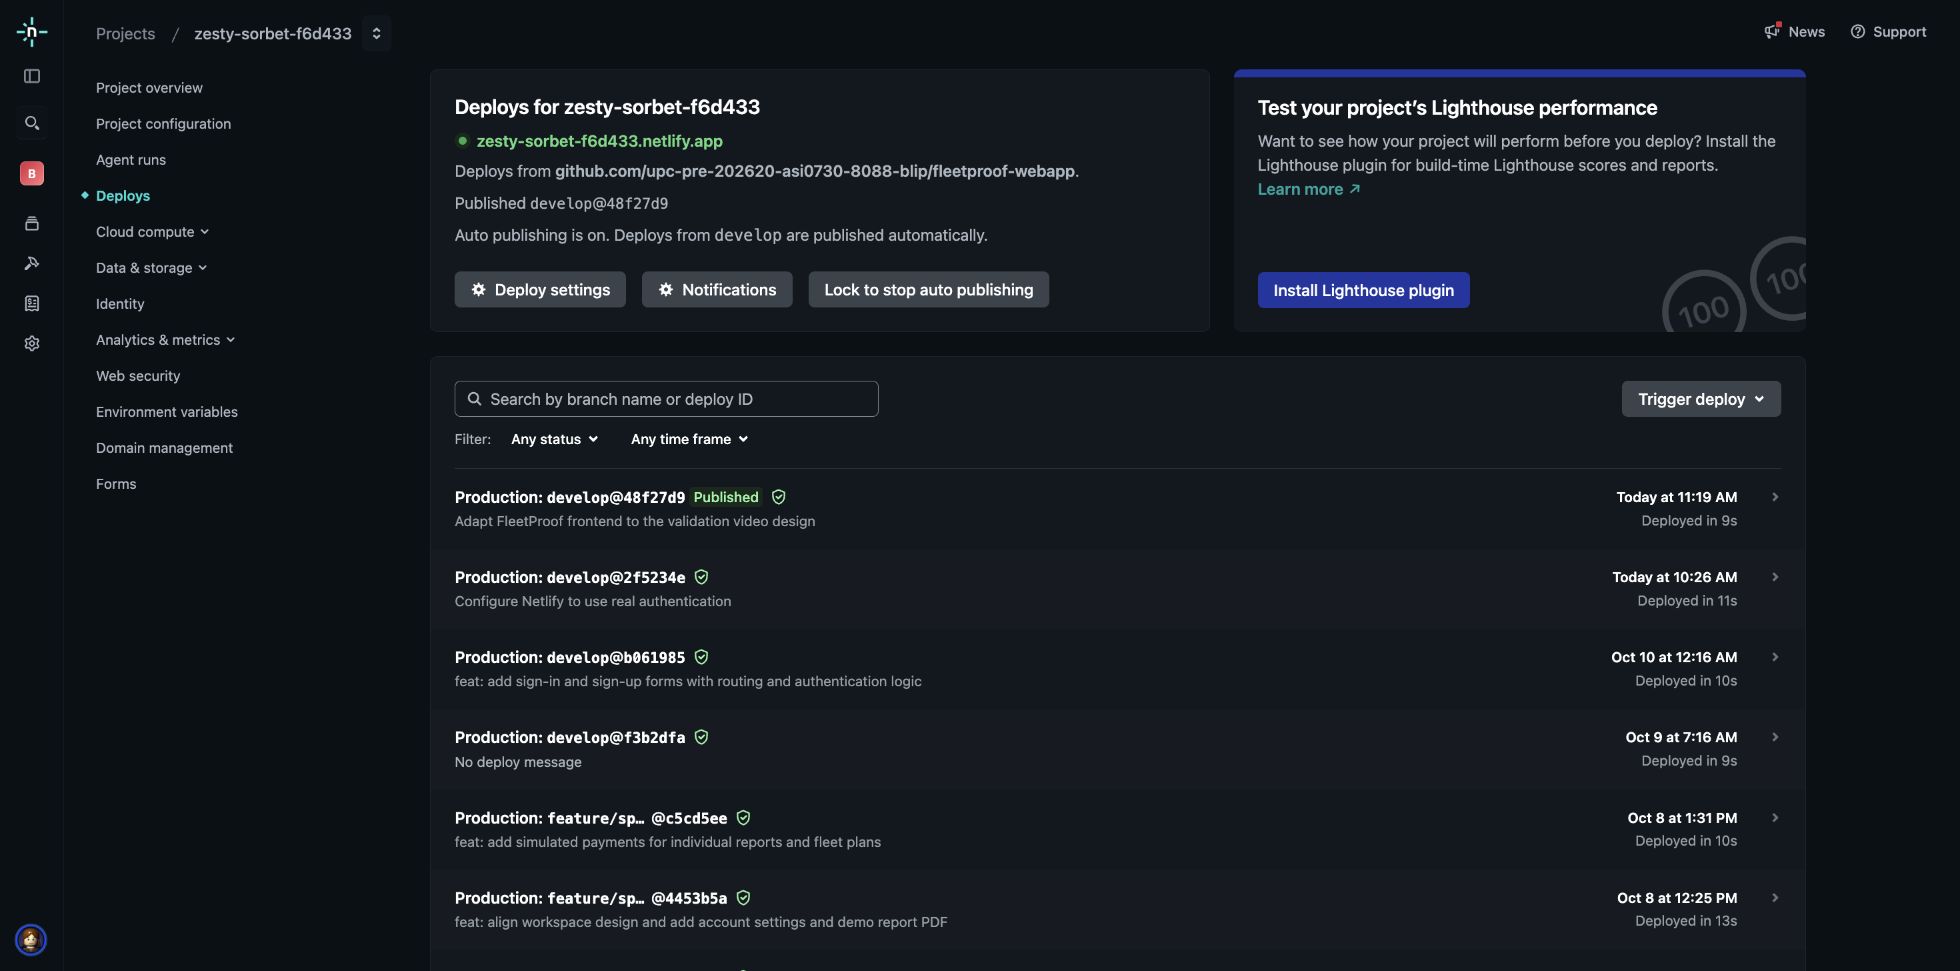 n
Projects / zesty-sorbet-f6d433
News
Support
B
Project overview
Project configuration
Agent runs
Deploys
Cloud compute
Data & storage
Identity
Analytics & metrics
Web security
Environment variables
Domain management
Forms
Deploys for zesty-sorbet-f6d433
zesty-sorbet-f6d433.netlify.app
Deploys from github.com/upc-pre-202620-asi0730-8088-blip/fleetproof-webapp.
Published develop@48f27d9
Auto publishing is on. Deploys from develop are published automatically.
Deploy settings
Notifications
Lock to stop auto publishing
Test your project’s Lighthouse performance
Want to see how your project will perform before you deploy? Install the
Lighthouse plugin for build-time Lighthouse scores and reports.
Learn more ↗
Install Lighthouse plugin
100
100
Search by branch name or deploy ID
Trigger deploy
Filter: Any status Any time frame
Production: develop@48f27d9 Published
Today at 11:19 AM
Adapt FleetProof frontend to the validation video design
Deployed in 9s
Production: develop@2f5234e
Today at 10:26 AM
Configure Netlify to use real authentication
Deployed in 11s
Production: develop@b061985
Oct 10 at 12:16 AM
feat: add sign-in and sign-up forms with routing and authentication logic
Deployed in 10s
Production: develop@f3b2dfa
Oct 9 at 7:16 AM
No deploy message
Deployed in 9s
Production: feature/sp… @c5cd5ee
Oct 8 at 1:31 PM
feat: add simulated payments for individual reports and fleet plans
Deployed in 10s
Production: feature/sp… @4453b5a
Oct 8 at 12:25 PM
feat: align workspace design and add account settings and demo report PDF
Deployed in 13s